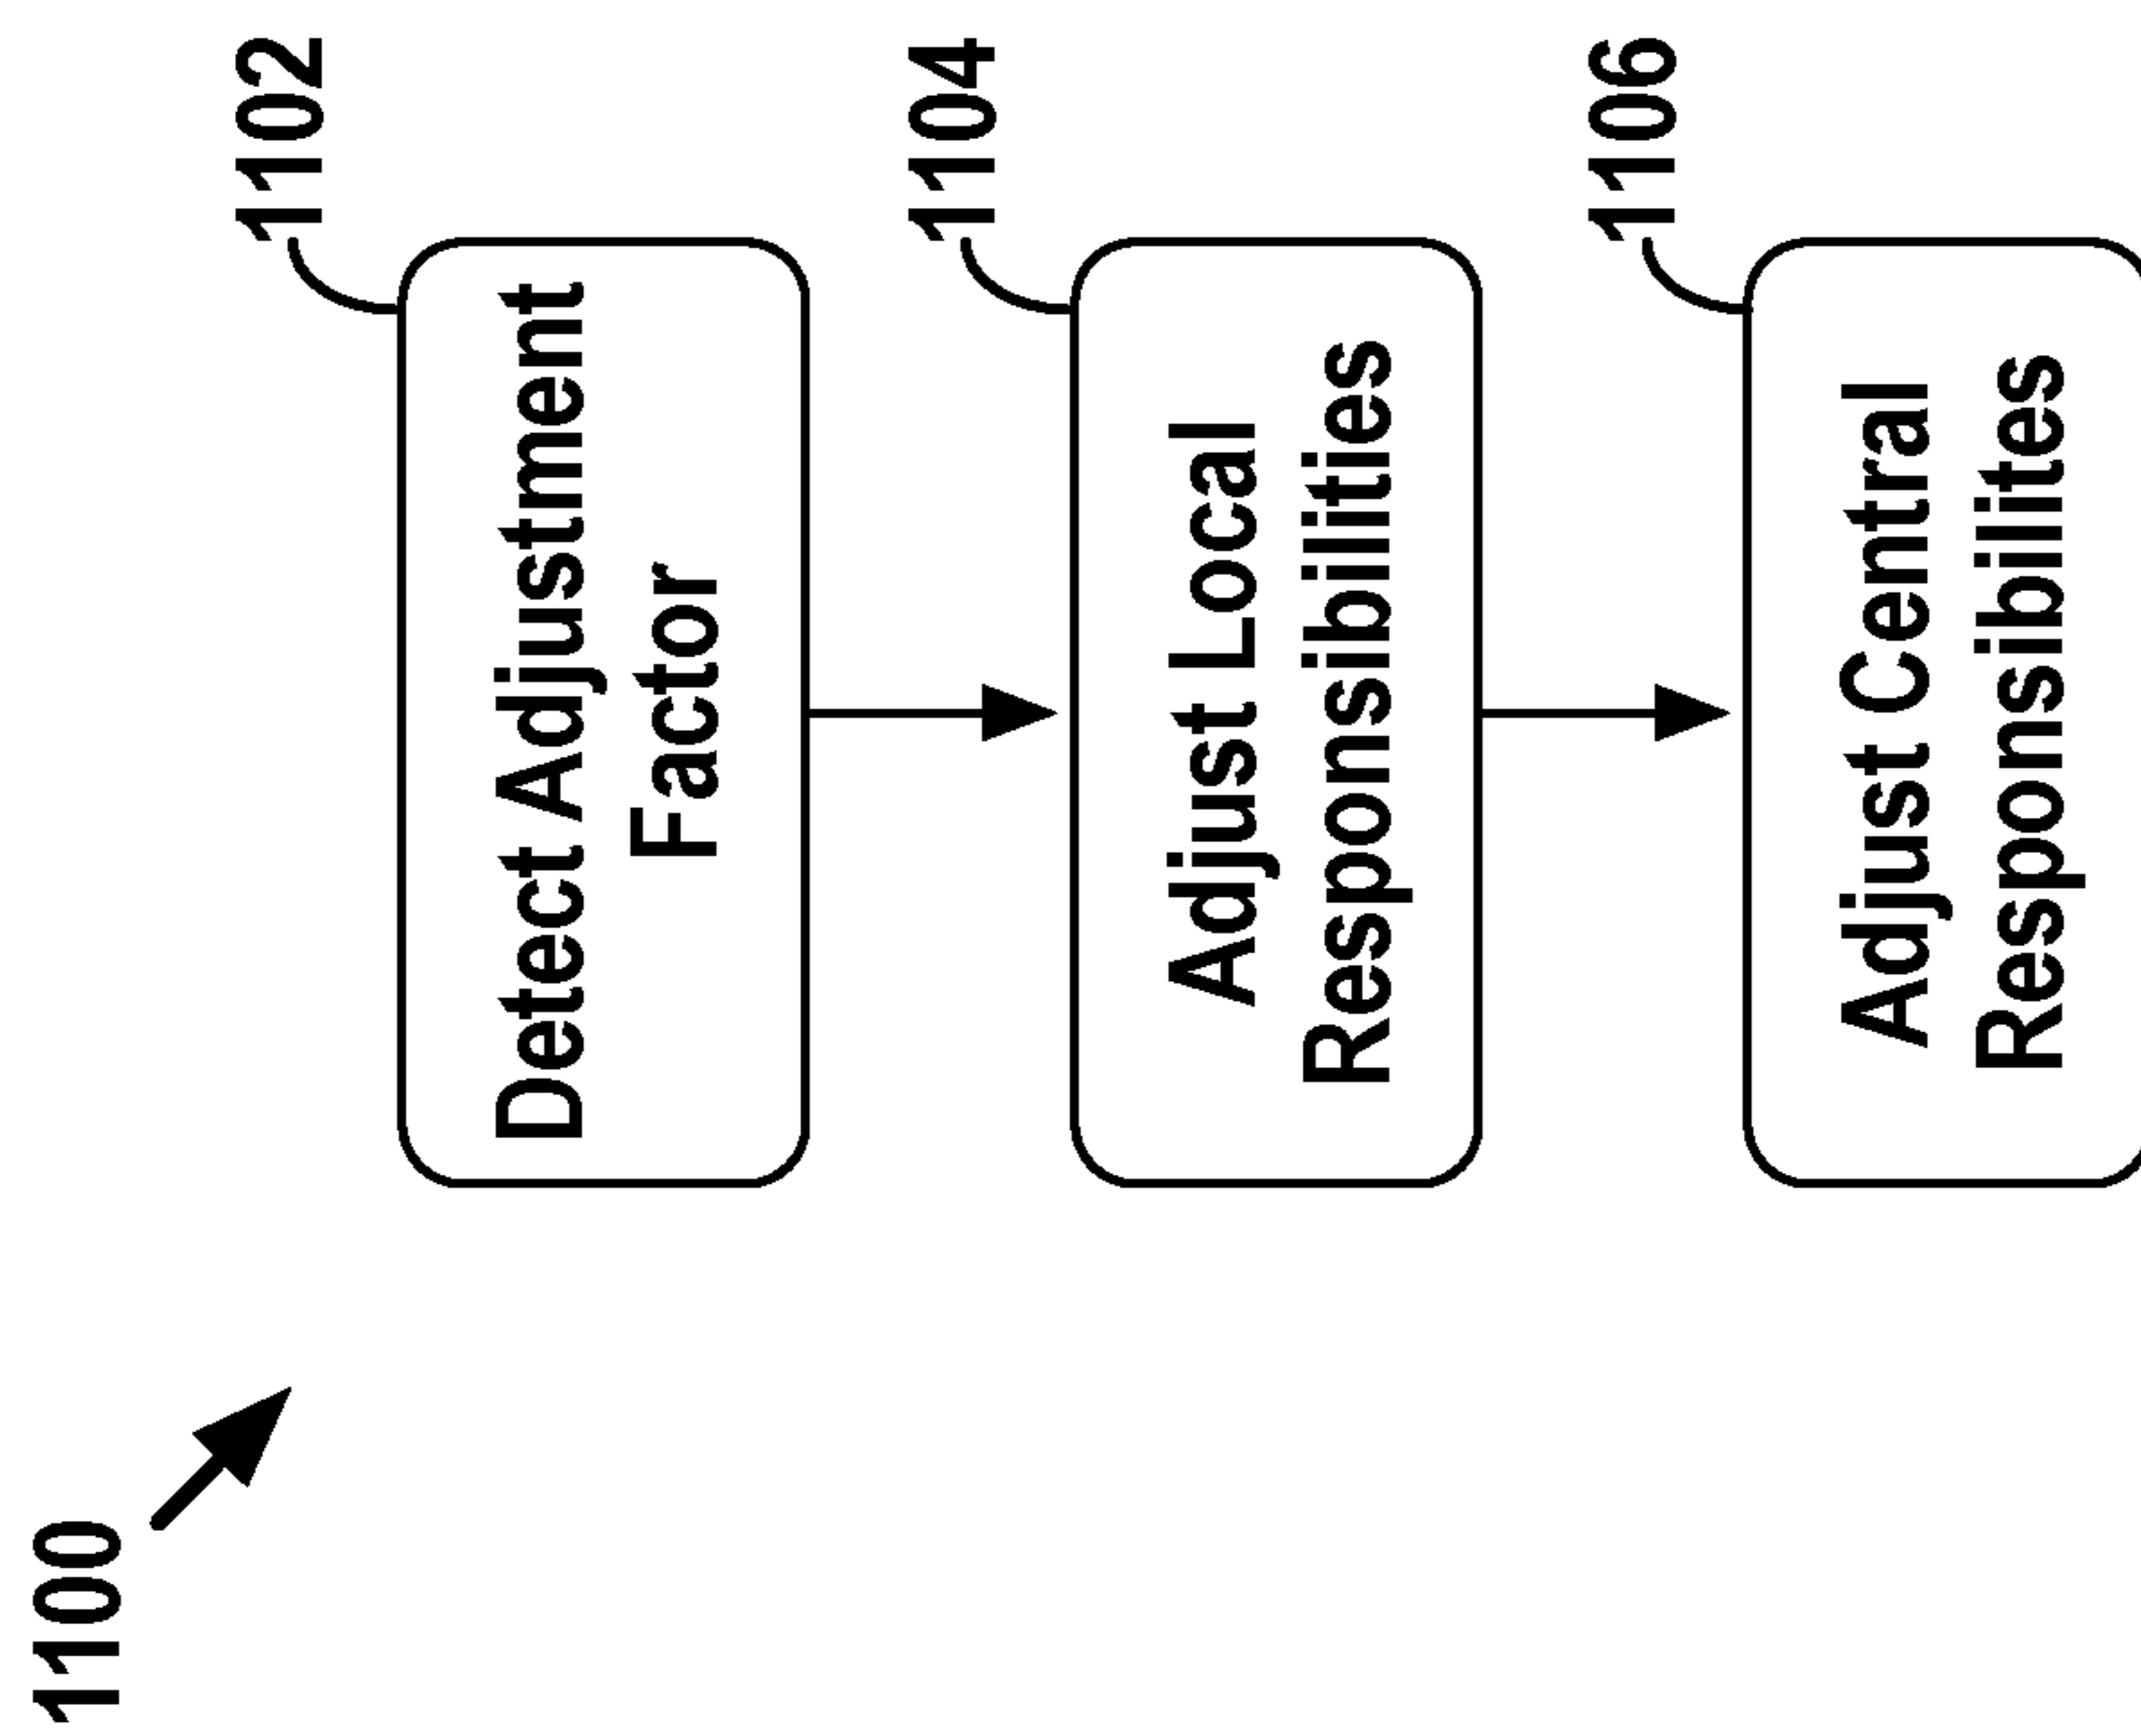 1100
1102
Detect Adjustment
Factor
1104
Adjust Local
Responsibilities
1106
Adjust Central
Responsibilites